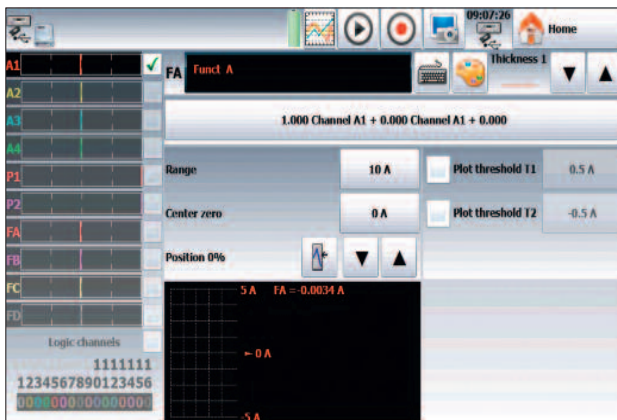 09:07:26
Home
A1
FA
Funct A
Thickness 1
A2
A3
A4
1.000 Channel A1 + 0.000 Channel A1 + 0.000
P1
Range
10 A
Plot threshold T1
0.5 A
P2
Center zero
0 A
Plot threshold T2
-0.5 A
FA
FB
Position 0%
FC
FD
5 A
FA =-0.0034 A
0 A
-5 A
Logic channels
1111111
1234567890123456
0000000000000000